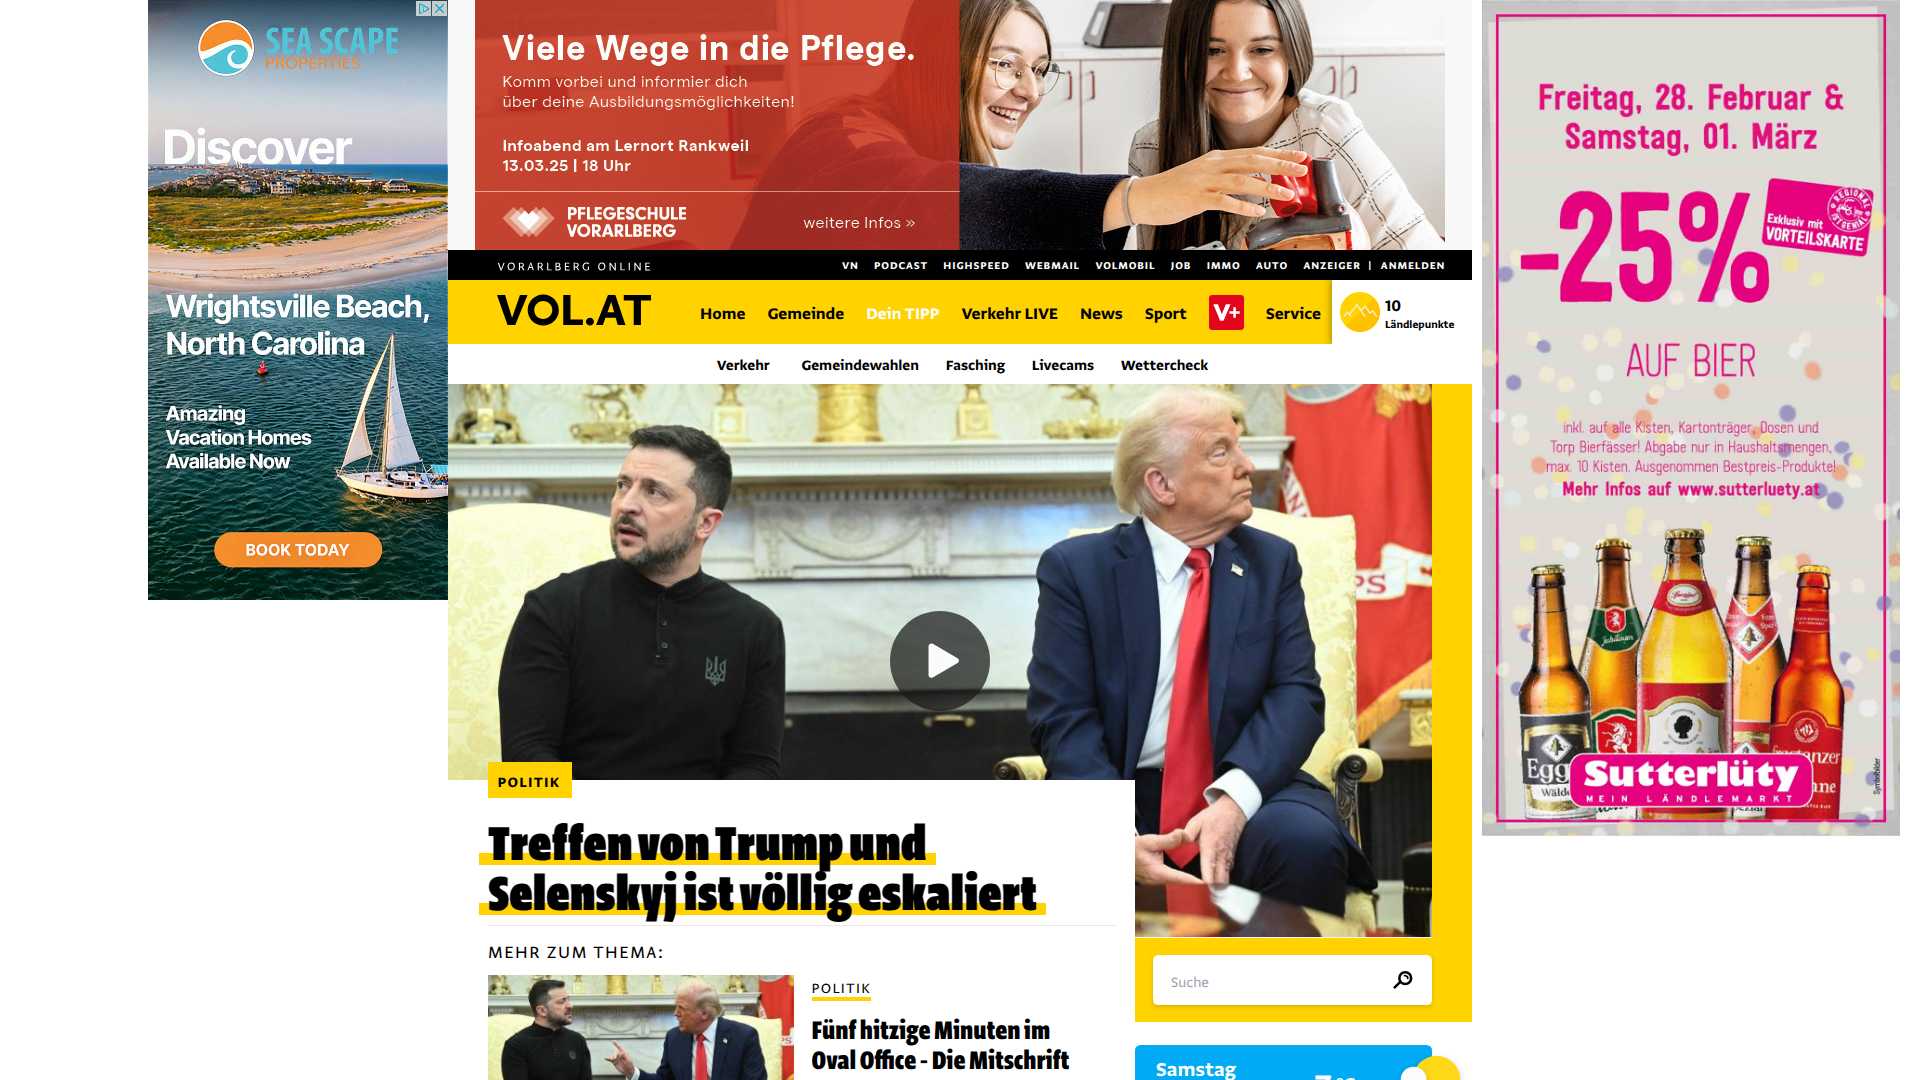 SEA SCAPE
PROPERTIES
Discover
Wrightsville Beach,
North Carolina
Amazing
Vacation Homes
Available Now
BOOK TODAY
Viele Wege in die Pflege.
Komm vorbei und informier dich
über deine Ausbildungsmöglichkeiten!
Infoabend am Lernort Rankweil
13.03.25 | 18 Uhr
PFLEGESCHULE
VORARLBERG
weitere Infos »
VORARLBERG ONLINE
VN PODCAST HIGHSPEED WEBMAIL VOLMOBIL JOB IMMO AUTO ANZEIGER | ANMELDEN
VOL.AT
Home Gemeinde Dein TIPP Verkehr LIVE News Sport V+ Service
10
Ländlepunkte
Verkehr Gemeindewahlen Fasching Livecams Wettercheck
PS
POLITIK
Treffen von Trump und
Selenskyj ist völlig eskaliert
MEHR ZUM THEMA:
POLITIK
Fünf hitzige Minuten im
Oval Office - Die Mitschrift
Suche
Samstag
Freitag, 28. Februar &
Samstag, 01. März
-25%
REGIONAL
IST GENIAL
Exklusiv mit
VORTEILSKARTE
AUF BIER
inkl. auf alle Kisten, Kartonträger, Dosen und
Torp Bierfässer! Abgabe nur in Haushaltsmengen,
max. 10 Kisten. Ausgenommen Bestpreis-Produkte!
Mehr Infos auf www.sutterluety.at
Egg
Wälde
Sutterlüty
MEIN LÄNDLEMARKT
Symbolbilder